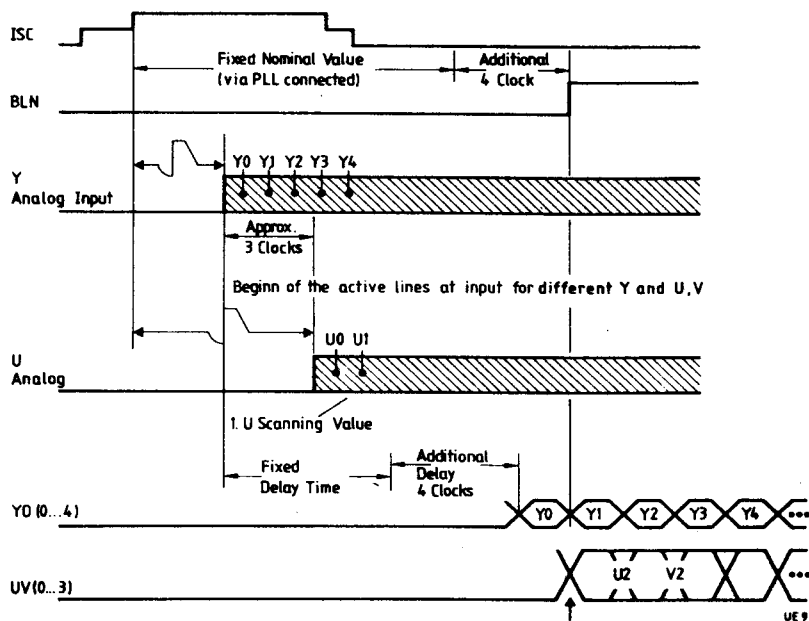 ISC
Fixed Nominal Value
(via PLL connected)
Additional
4 Clock
BLN
Y0 Y1 Y2 Y3 Y4
Y
Analog Input
Approx.
3 Clocks
Beginn of the active lines at input for different Y and U,V
U0 U1
U
Analog
1. U Scanning Value
Fixed
Delay Time
Additional
Delay
4 Clocks
YD (0...4)
Y0 Y1 Y2 Y3 Y4 •••
UV (0...3)
U2 V2 •••